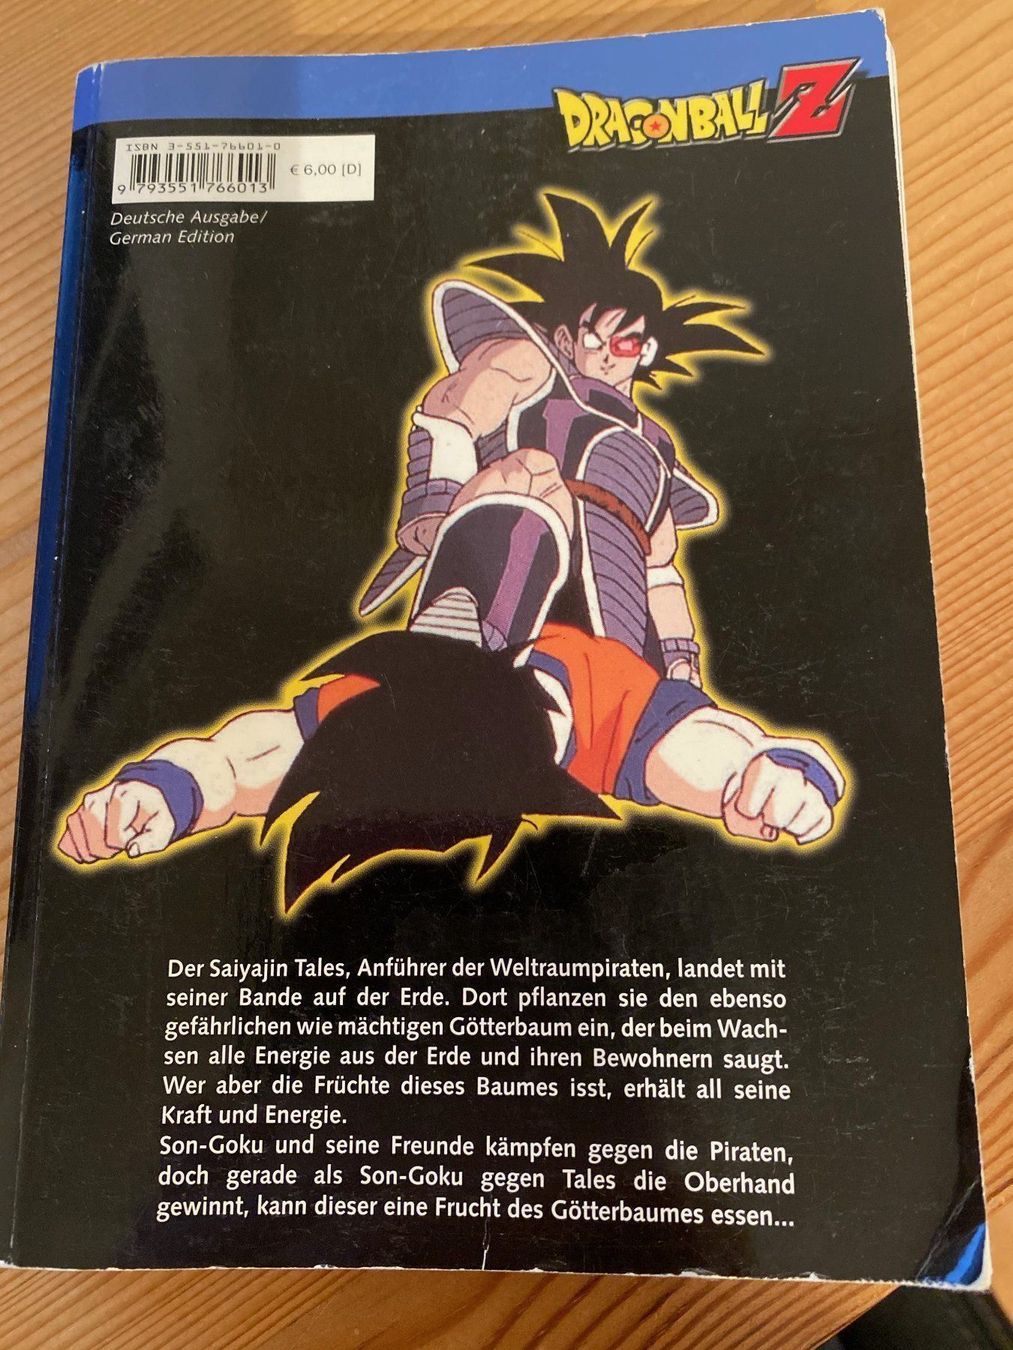 DRAGONBALL Z
ISBN 3-551-76601-0
€ 6,00 [D]
9 793551 766013
Deutsche Ausgabe/
German Edition
Der Saiyajin Tales, Anführer der Weltraumpiraten, landet mit
seiner Bande auf der Erde. Dort pflanzen sie den ebenso
gefährlichen wie mächtigen Götterbaum ein, der beim Wach-
sen alle Energie aus der Erde und ihren Bewohnern saugt.
Wer aber die Früchte dieses Baumes isst, erhält all seine
Kraft und Energie.
Son-Goku und seine Freunde kämpfen gegen die Piraten,
doch gerade als Son-Goku gegen Tales die Oberhand
gewinnt, kann dieser eine Frucht des Götterbaumes essen...